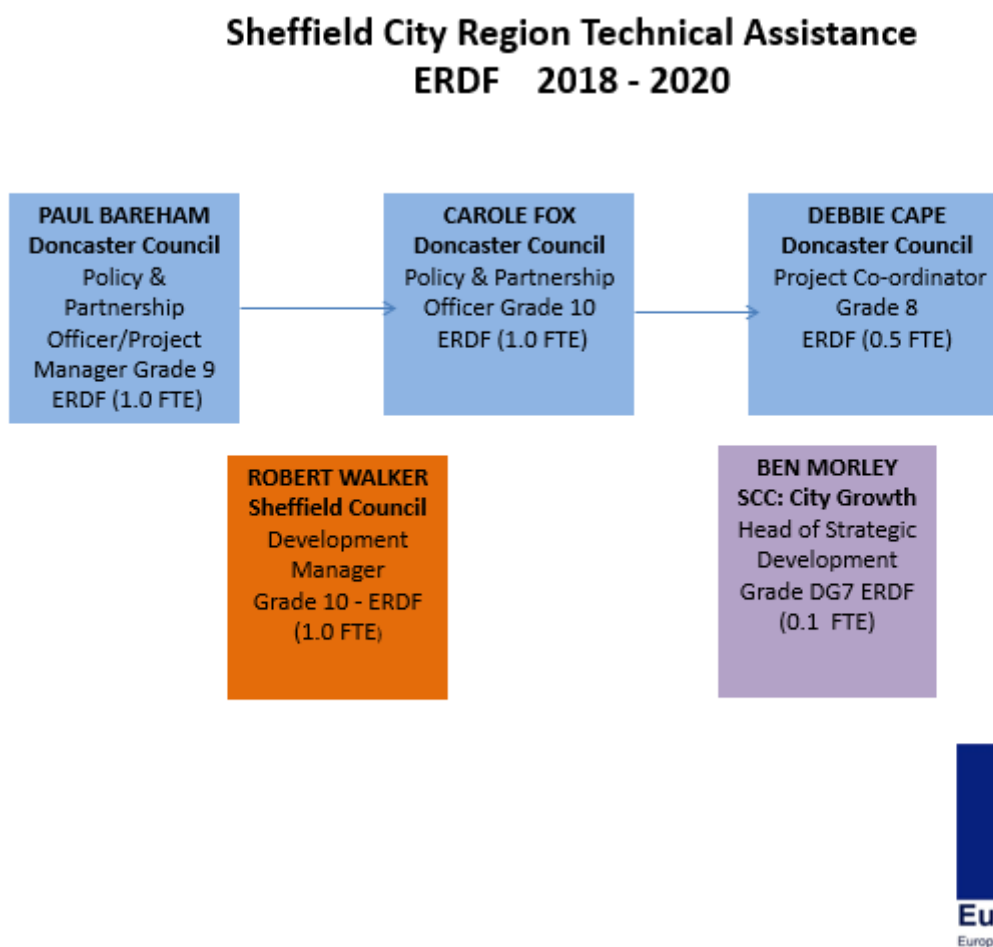 Sheffield City Region Technical Assistance
ERDF 2018 - 2020
PAUL BAREHAM
Doncaster Council
Policy &
Partnership
Officer/Project
Manager Grade 9
ERDF (1.0 FTE)
CAROLE FOX
Doncaster Council
Policy & Partnership
Officer Grade 10
ERDF (1.0 FTE)
DEBBIE CAPE
Doncaster Council
Project Co-ordinator
Grade 8
ERDF (0.5 FTE)
ROBERT WALKER
Sheffield Council
Development
Manager
Grade 10 - ERDF
(1.0 FTE)
BEN MORLEY
SCC: City Growth
Head of Strategic
Development
Grade DG7 ERDF
(0.1 FTE)
Eu
Europ